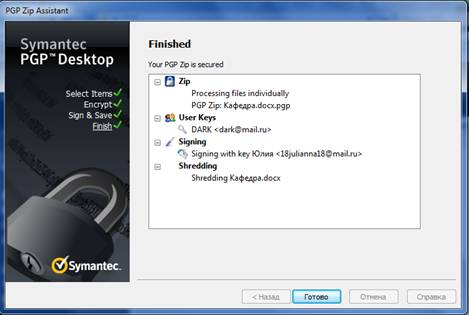 PGP Zip Assistant
Symantec
PGP™ Desktop
Select Items
Encrypt
Sign & Save
Finish
Symantec.
Finished
Your PGP Zip is secured
Zip
Processing files individually
PGP Zip: Кафедра.docx.pgp
User Keys
DARK <dark@mail.ru>
Signing
Signing with key Юлия <18julianna18@mail.ru>
Shredding
Shredding Кафедра.docx
< Назад
Готово
Отмена
Справка